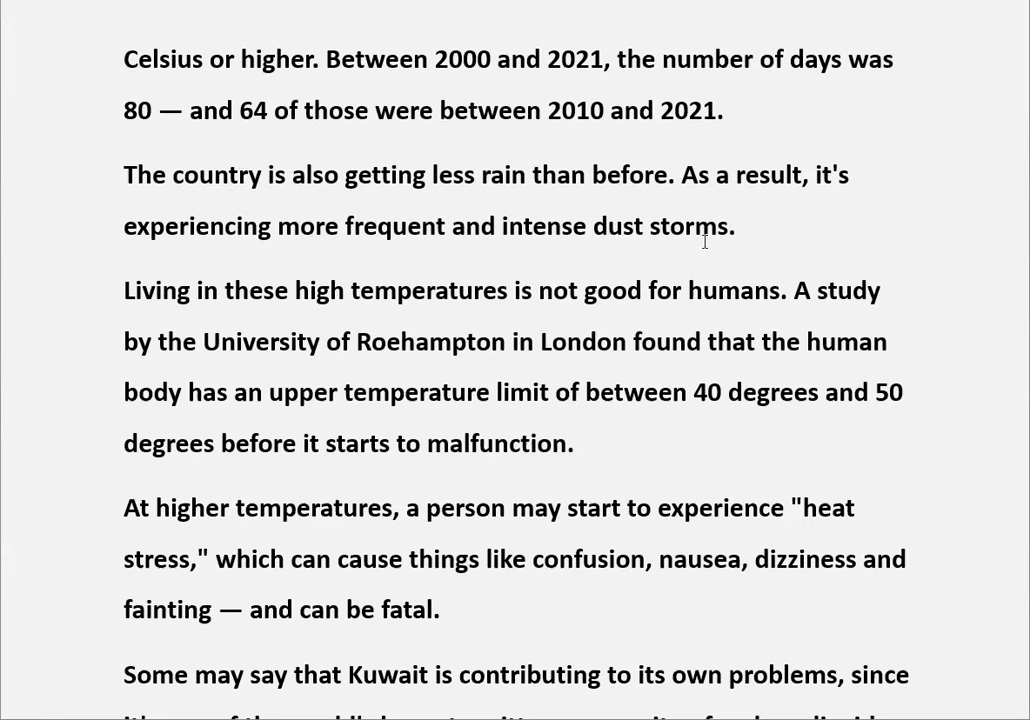 Celsius or higher. Between 2000 and 2021, the number of days was
80 — and 64 of those were between 2010 and 2021.
The country is also getting less rain than before. As a result, it's
experiencing more frequent and intense dust storms.
Living in these high temperatures is not good for humans. A study
by the University of Roehampton in London found that the human
body has an upper temperature limit of between 40 degrees and 50
degrees before it starts to malfunction.
At higher temperatures, a person may start to experience "heat
stress," which can cause things like confusion, nausea, dizziness and
fainting — and can be fatal.
Some may say that Kuwait is contributing to its own problems, since